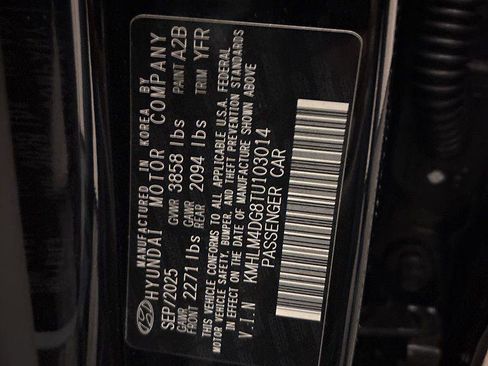 MANUFACTURED IN KOREA BY
HYUNDAI MOTOR COMPANY
SEP/2025 GVWR 3858 lbs PAINT A2B
GAWR FRONT 2271 lbs GAWR REAR 2094 lbs TRIM YFR
THIS VEHICLE CONFORMS TO ALL APPLICABLE U.S.A. FEDERAL
MOTOR VEHICLE SAFETY, BUMPER, AND THEFT PREVENTION STANDARDS
IN EFFECT ON THE DATE OF MANUFACTURE SHOWN ABOVE
V.I.N KMHLM4DG8TU103014
PASSENGER CAR